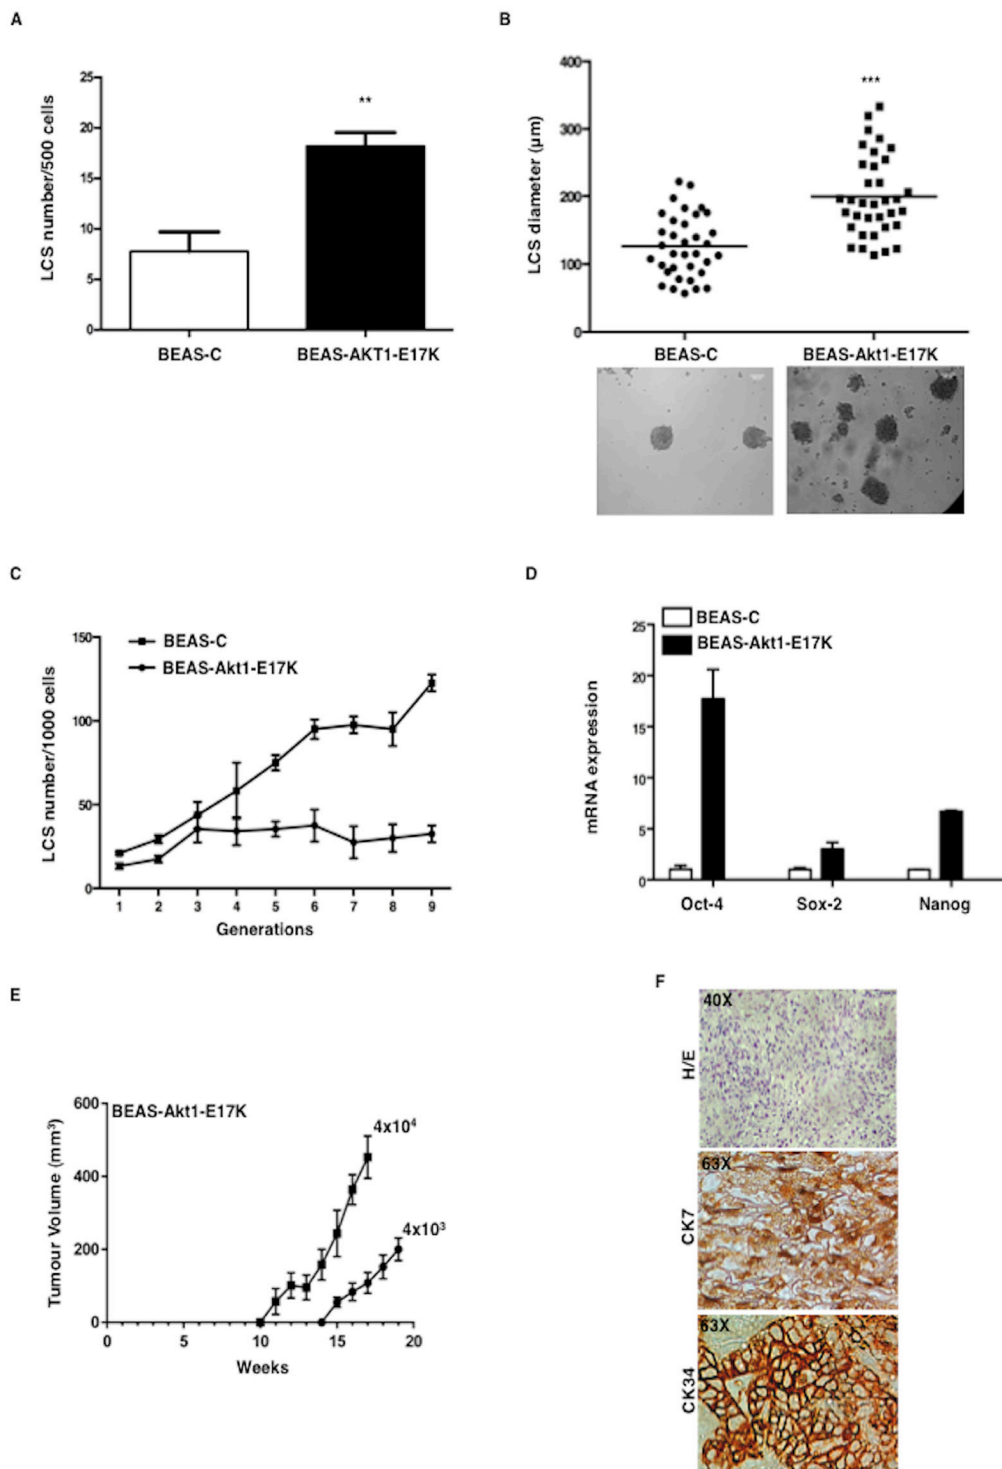 A
LCS number/500 cells
25
20
15
10
5
0
**
BEAS-C
BEAS-AKT1-E17K
B
LCS diameter (µm)
400
300
200
100
0
***
BEAS-C
BEAS-Akt1-E17K
C
LCS number/1000 cells
150
100
50
0
BEAS-C
BEAS-Akt1-E17K
1 2 3 4 5 6 7 8 9
Generations
D
mRNA expression
25
20
15
10
5
0
BEAS-C
BEAS-Akt1-E17K
Oct-4
Sox-2
Nanog
E
Tumour Volume (mm³)
600
400
200
0
BEAS-Akt1-E17K
4x10⁴
4x10³
0 5 10 15 20
Weeks
F
H/E
40X
CK7
63X
CK34
63X